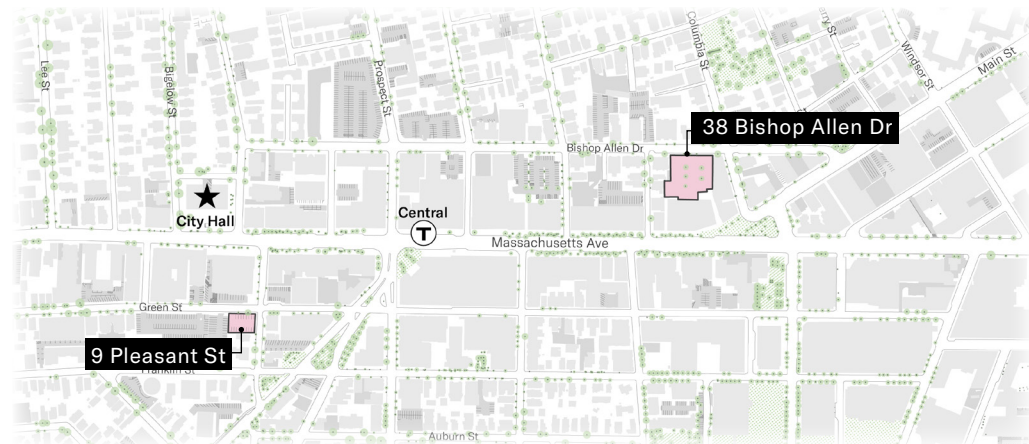 Lee St
Bigelow St
Prospect St
Columbia St
Windsor St
Main St
St
38 Bishop Allen Dr
Bishop Allen Dr
City Hall
Central
T
Massachusetts Ave
Green St
9 Pleasant St
Franklin St
Auburn St